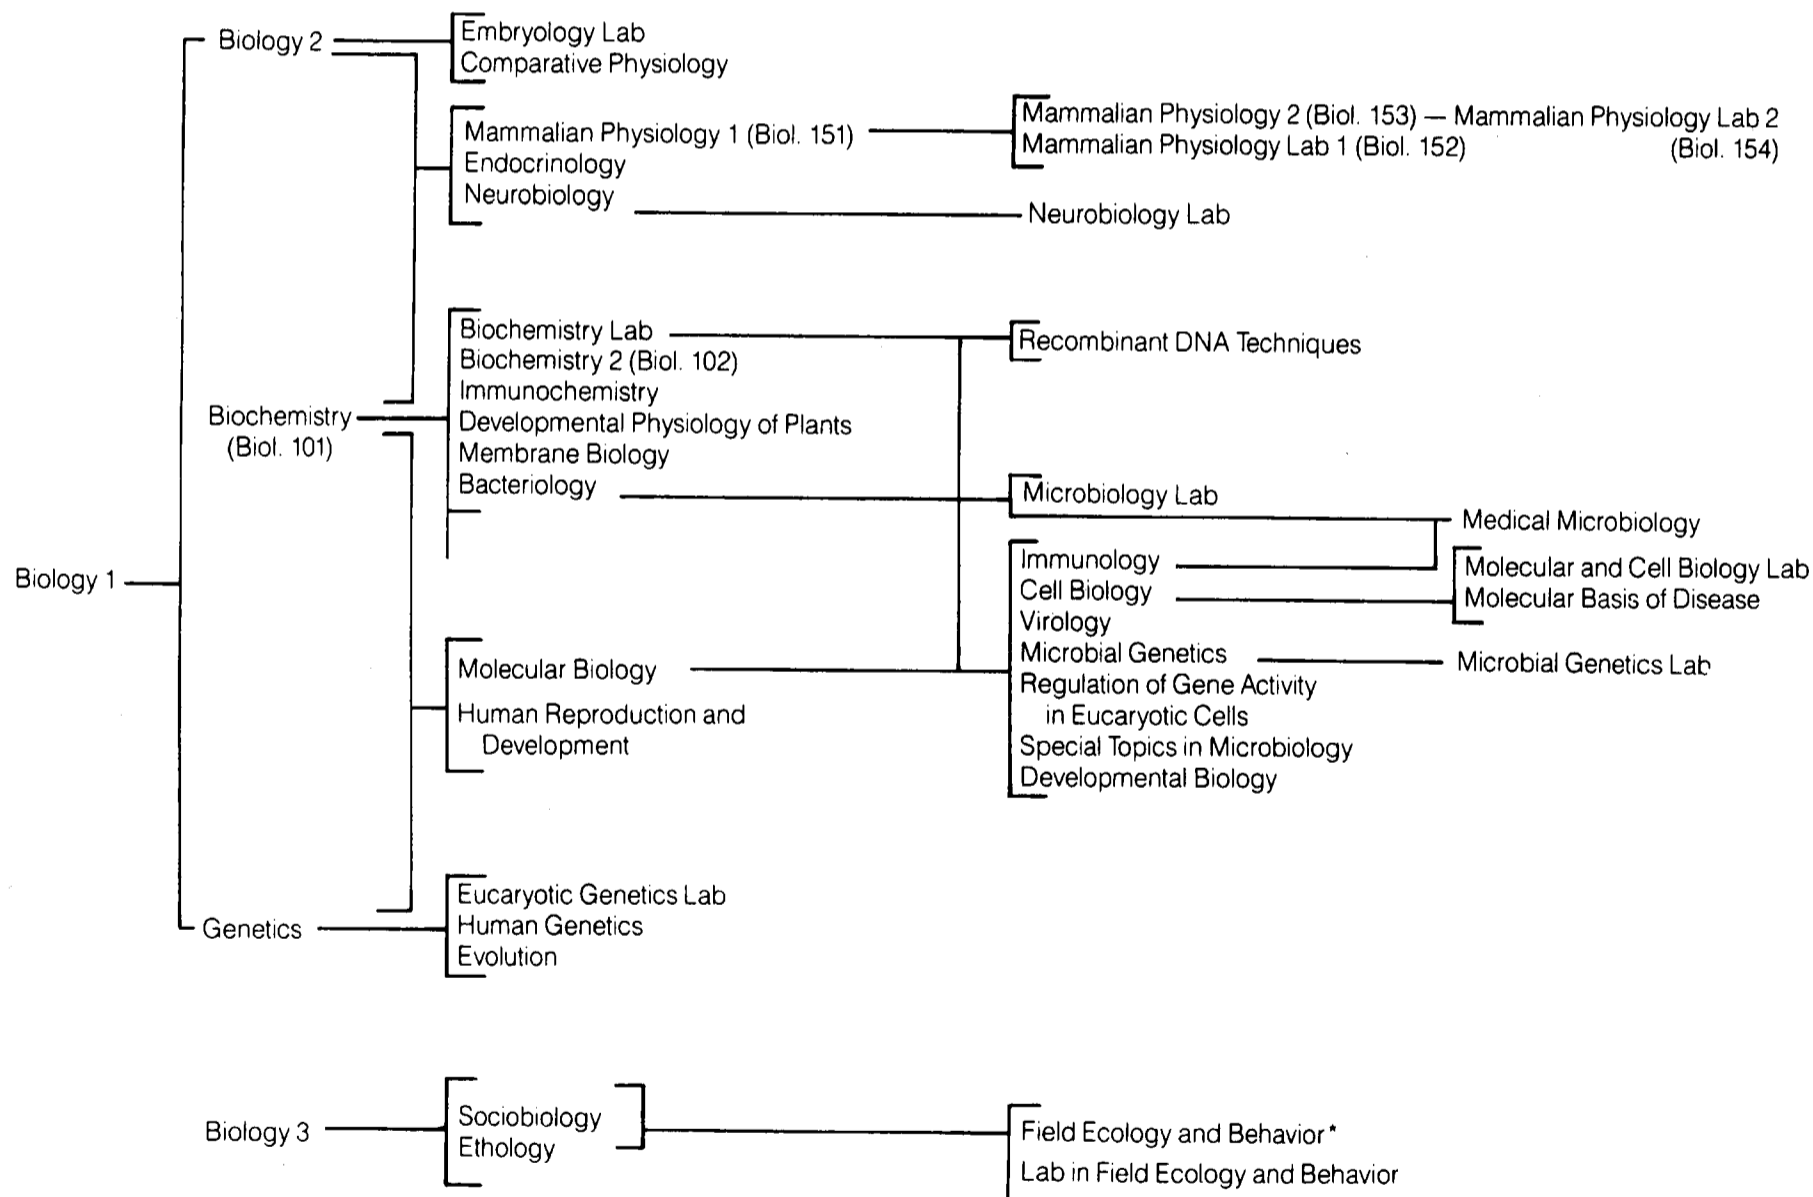 Biology 2
Embryology Lab
Comparative Physiology
Mammalian Physiology 1 (Biol. 151)
Endocrinology
Neurobiology
Mammalian Physiology 2 (Biol. 153) — Mammalian Physiology Lab 2
Mammalian Physiology Lab 1 (Biol. 152)
(Biol. 154)
Neurobiology Lab
Biochemistry
(Biol. 101)
Biochemistry Lab
Biochemistry 2 (Biol. 102)
Immunochemistry
Developmental Physiology of Plants
Membrane Biology
Bacteriology
Recombinant DNA Techniques
Microbiology Lab
Medical Microbiology
Biology 1
Immunology
Cell Biology
Virology
Microbial Genetics
Regulation of Gene Activity
in Eucaryotic Cells
Special Topics in Microbiology
Developmental Biology
Molecular and Cell Biology Lab
Molecular Basis of Disease
Microbial Genetics Lab
Molecular Biology
Human Reproduction and
Development
Genetics
Eucaryotic Genetics Lab
Human Genetics
Evolution
Biology 3
Sociobiology
Ethology
Field Ecology and Behavior*
Lab in Field Ecology and Behavior